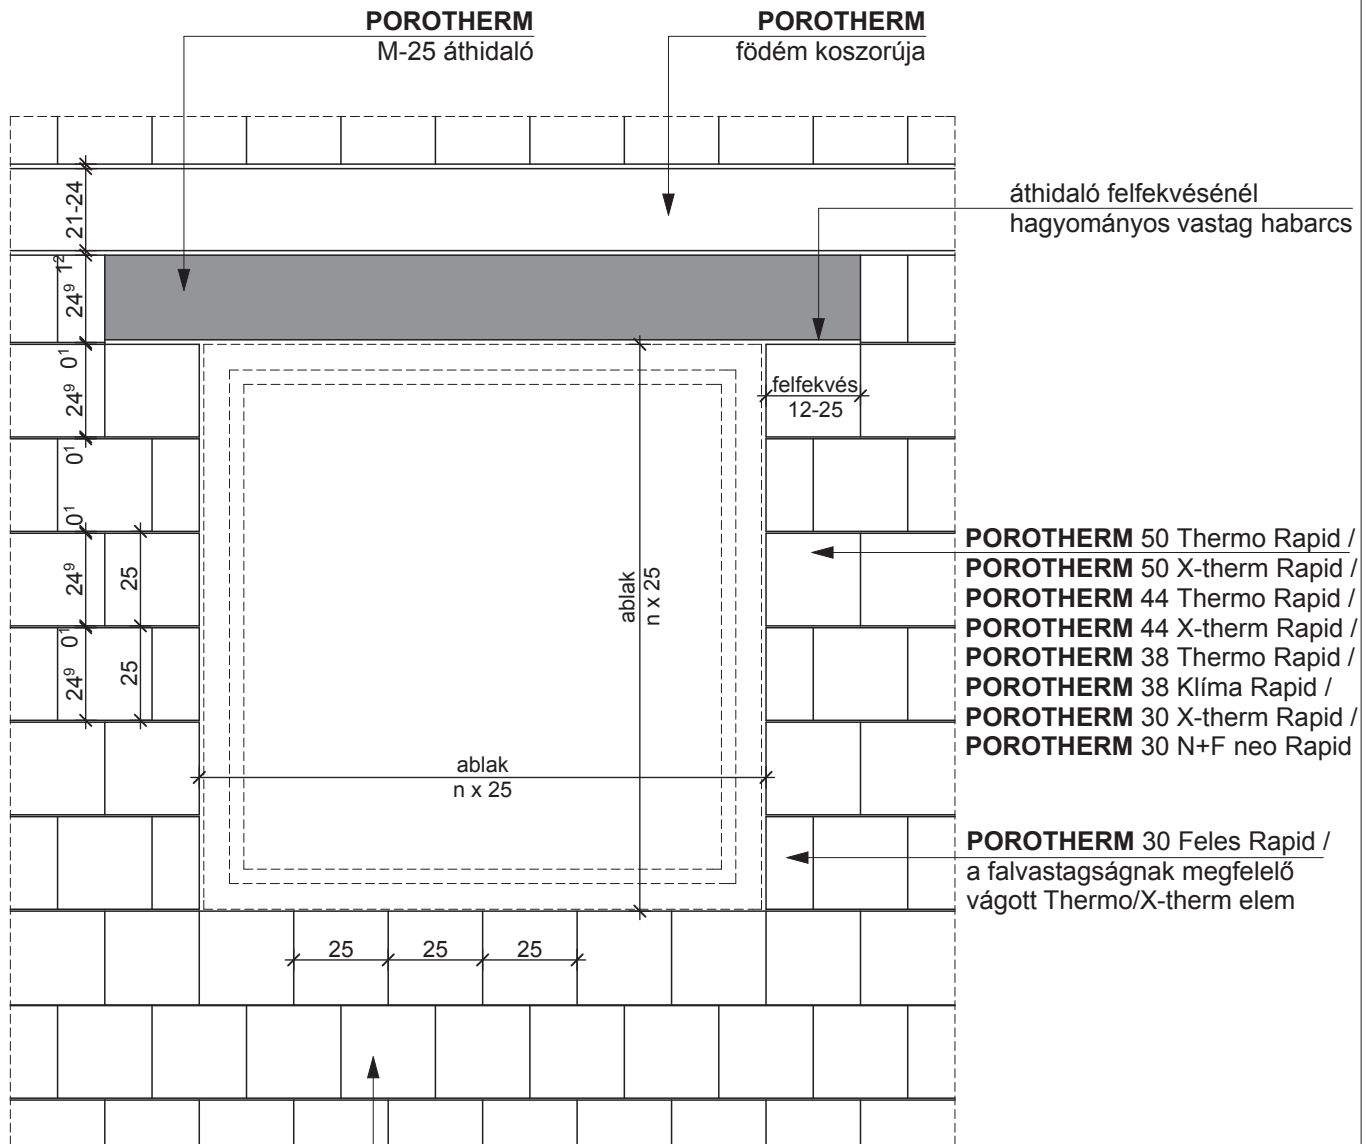 POROTHERM
M-25 áthidaló
POROTHERM
födém koszorúja
áthidaló felfekvésénél
hagyományos vastag habarcs
21-24
1²
24⁹
0¹
24⁹
0¹
0¹
24⁹
0¹
24⁹
25
25
felfekvés
12-25
ablak
n x 25
ablak
n x 25
POROTHERM 50 Thermo Rapid /
POROTHERM 50 X-therm Rapid /
POROTHERM 44 Thermo Rapid /
POROTHERM 44 X-therm Rapid /
POROTHERM 38 Thermo Rapid /
POROTHERM 38 Klíma Rapid /
POROTHERM 30 X-therm Rapid /
POROTHERM 30 N+F neo Rapid
POROTHERM 30 Feles Rapid /
a falvastagságnak megfelelő
vágott Thermo/X-therm elem
25
25
25